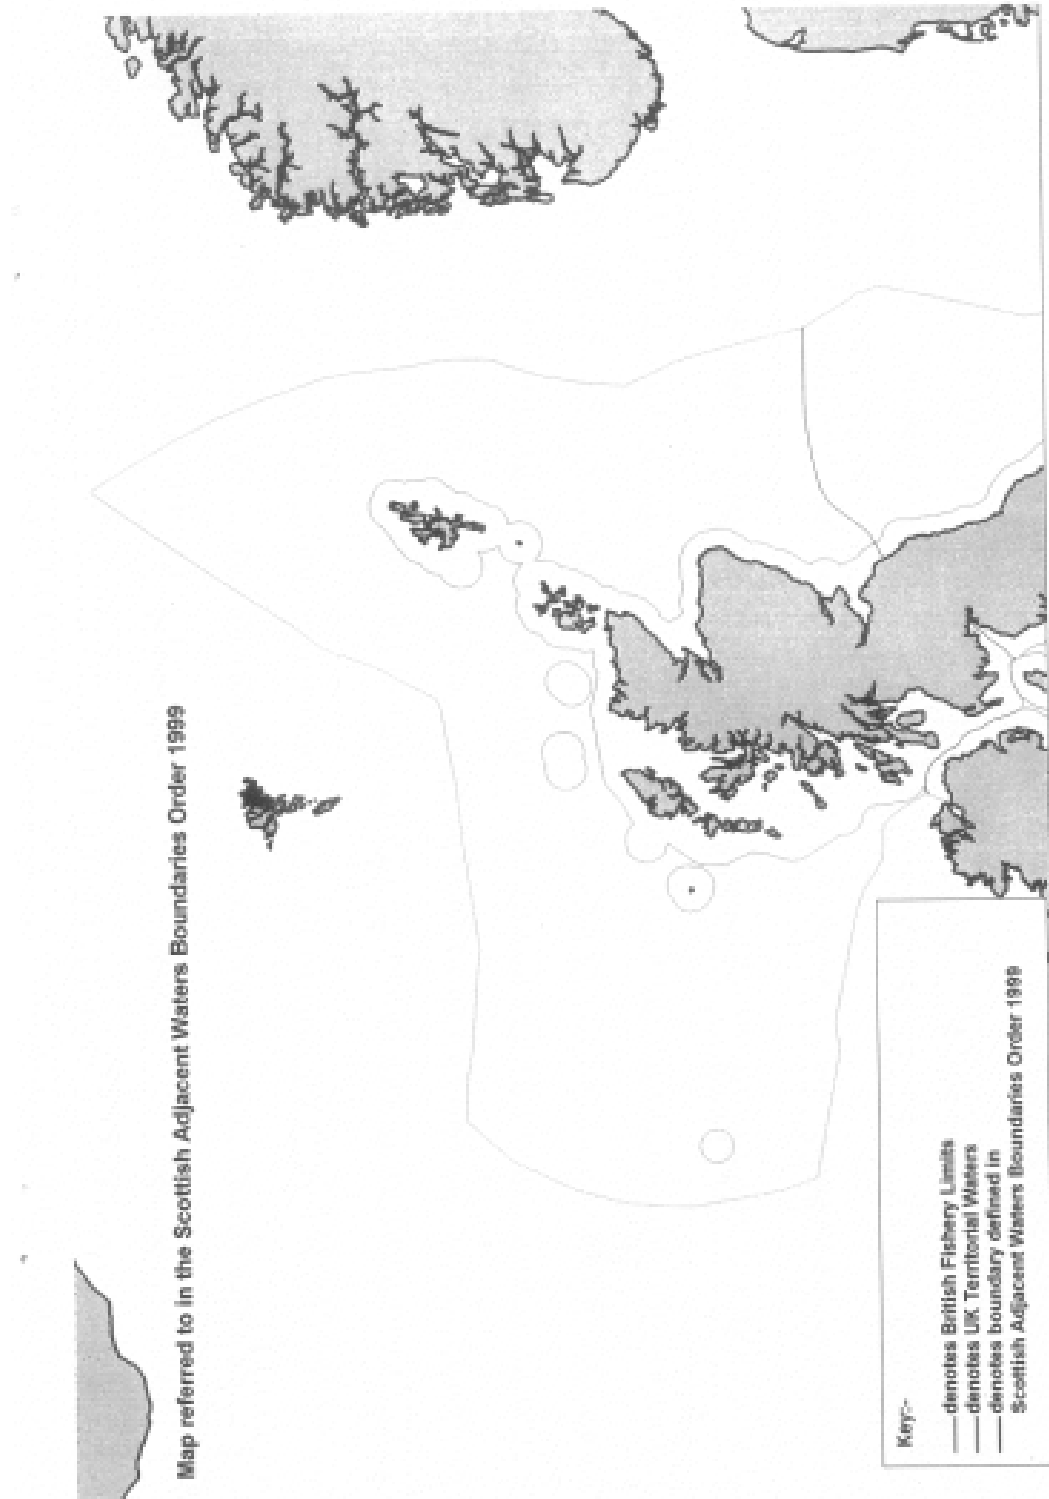 Map referred to in the Scottish Adjacent Waters Boundaries Order 1999
Key:-
denotes British Fishery Limits
denotes UK Territorial Waters
denotes boundary defined in
Scottish Adjacent Waters Boundaries Order 1999